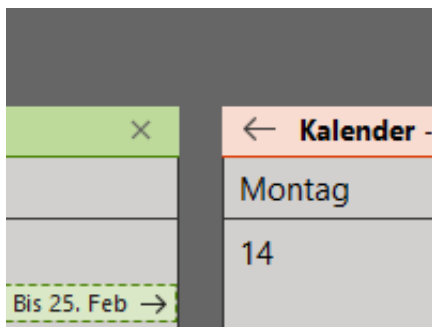 Kalender -
Montag
14
Bis 25. Feb →